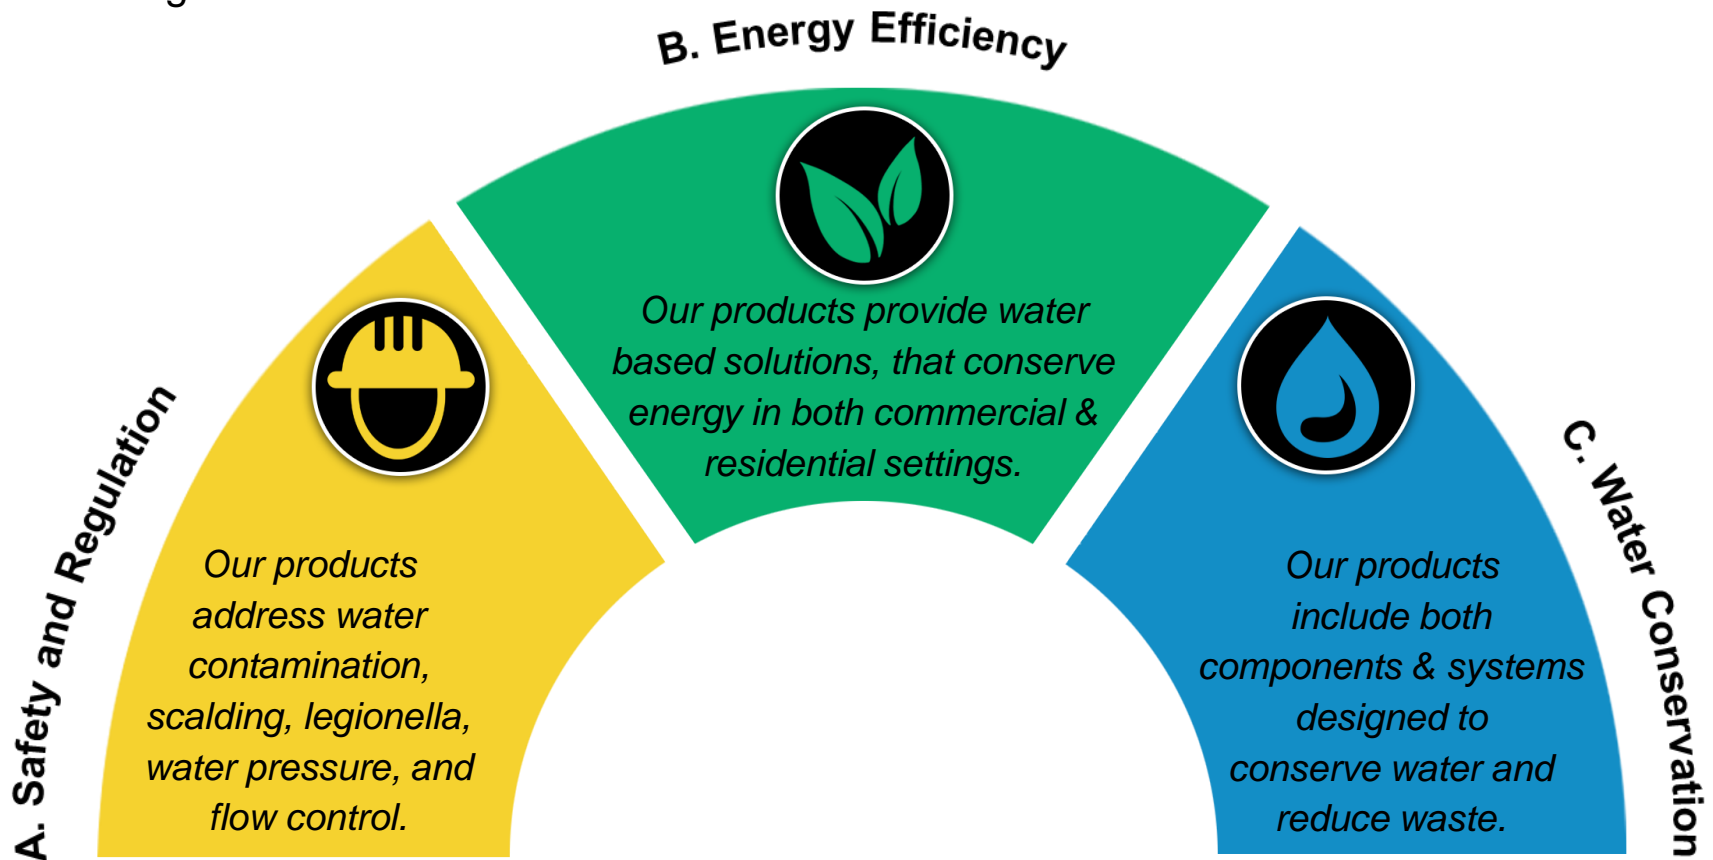 B. Energy Efficiency
Our products provide water
based solutions, that conserve
energy in both commercial &
residential settings.
A. Safety and Regulation
Our products
address water
contamination,
scalding, legionella,
water pressure, and
flow control.
C. Water Conservation
Our products
include both
components & systems
designed to
conserve water and
reduce waste.